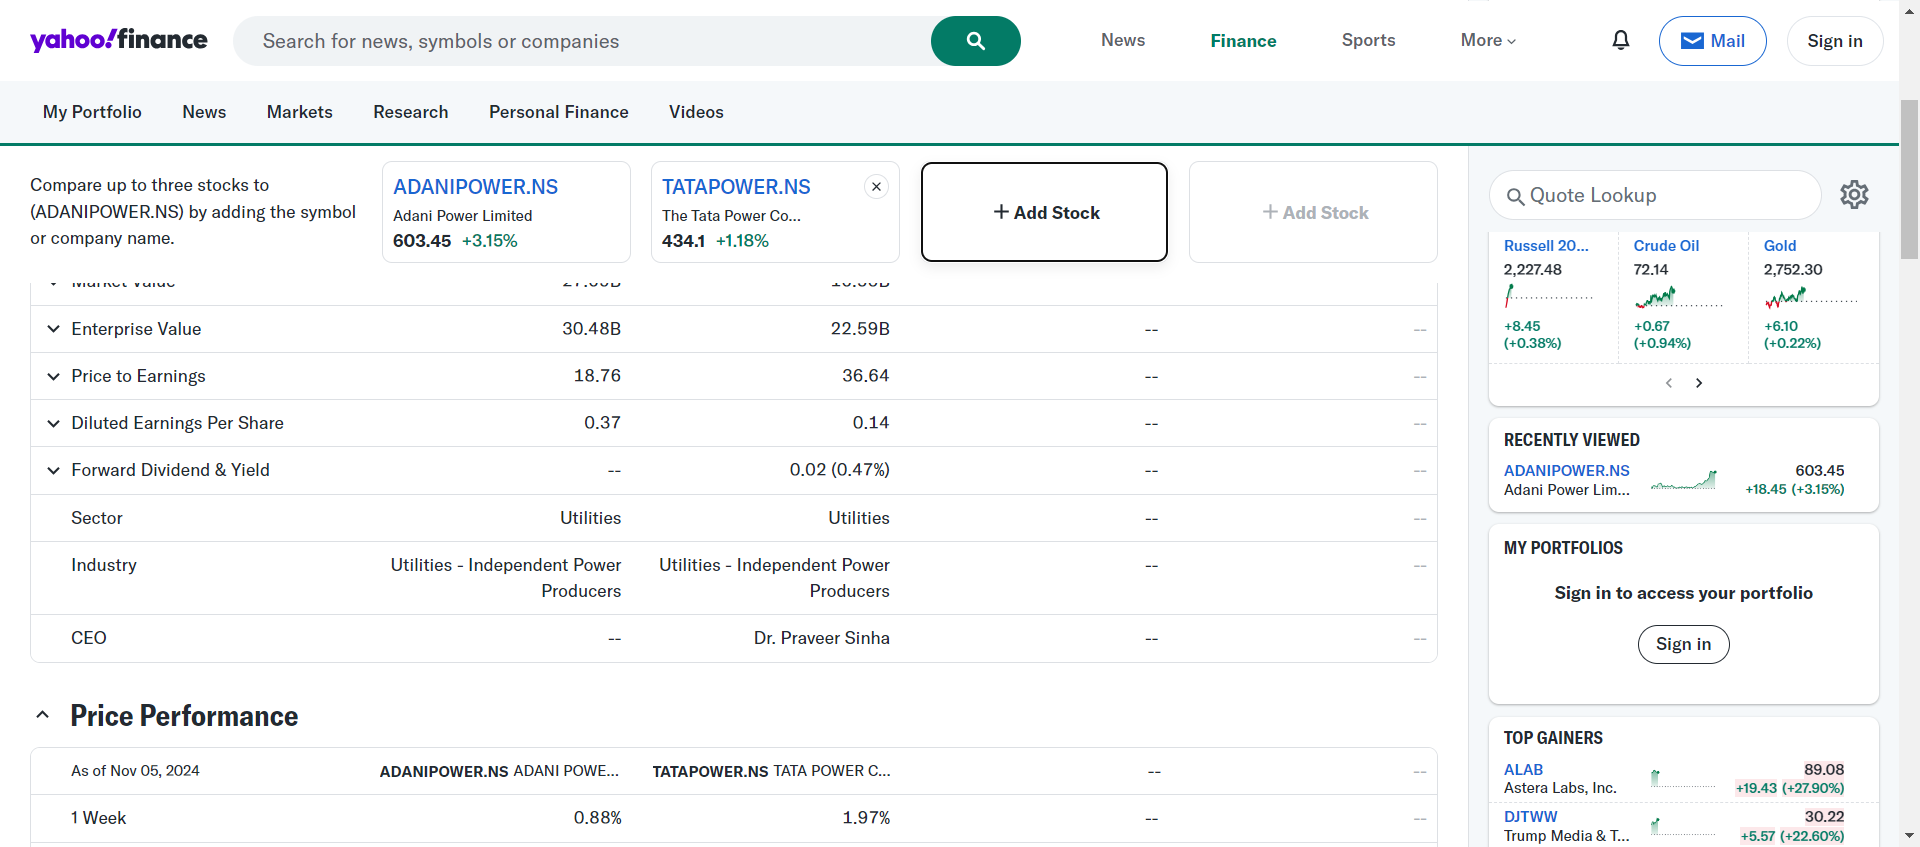 yahoo!finance
Search for news, symbols or companies
News
Finance
Sports
More
Mail
Sign in
My Portfolio
News
Markets
Research
Personal Finance
Videos
Compare up to three stocks to
(ADANIPOWER.NS) by adding the symbol
or company name.
ADANIPOWER.NS
Adani Power Limited
603.45 +3.15%
TATAPOWER.NS
The Tata Power Co...
434.1 +1.18%
+ Add Stock
+ Add Stock
Market Value
Enterprise Value 30.48B 22.59B -- --
Price to Earnings 18.76 36.64 -- --
Diluted Earnings Per Share 0.37 0.14 -- --
Forward Dividend & Yield -- 0.02 (0.47%) -- --
Sector Utilities Utilities -- --
Industry Utilities - Independent Power Utilities - Independent Power -- --
Producers Producers
CEO -- Dr. Praveer Sinha -- --
Price Performance
As of Nov 05, 2024 ADANIPOWER.NS ADANI POWE... TATAPOWER.NS TATA POWER C... -- --
1 Week 0.88% 1.97% -- --
Quote Lookup
Russell 20... Crude Oil Gold
2,227.48 72.14 2,752.30
+8.45 +0.67 +6.10
(+0.38%) (+0.94%) (+0.22%)
RECENTLY VIEWED
ADANIPOWER.NS 603.45
Adani Power Lim... +18.45 (+3.15%)
MY PORTFOLIOS
Sign in to access your portfolio
Sign in
TOP GAINERS
ALAB 89.08
Astera Labs, Inc. +19.43 (+27.90%)
DJTWW 30.22
Trump Media & T... +5.57 (+22.60%)